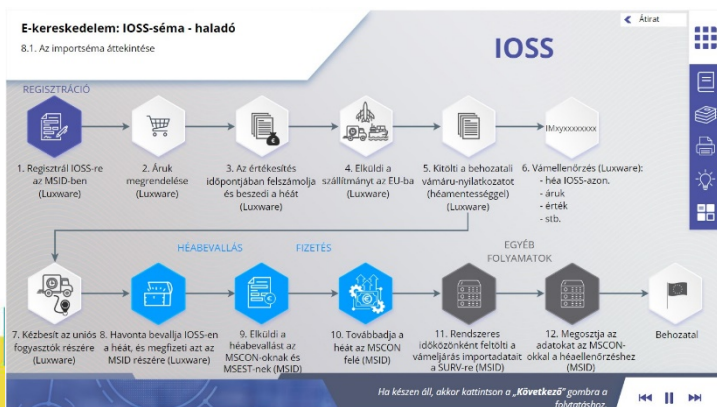 E-kereskedelem: IOSS-séma - haladó
8.1. Az importséma áttekintése
Átirat
IOSS
REGISZTRÁCIÓ
IMxyxxxxxxxxx
1. Regisztrál IOSS-re
az MSID-ben
(Luxware)
2. Áruk
megrendelése
(Luxware)
3. Az értékesítés
időpontjában felszámolja
és beszedi a héát
(Luxware)
4. Elküldi a
szállítmányt az EU-ba
(Luxware)
5. Kitölti a behozatali
vámáru-nyilatkozatot
(héamentességgel)
(Luxware)
6. Vámellenőrzés (Luxware):
- héa IOSS-azon.
- áruk
- érték
- stb.
HÉABEVALLÁS
FIZETÉS
EGYÉB
FOLYAMATOK
7. Kézbesít az uniós
fogyasztók részére
(Luxware)
8. Havonta bevallja IOSS-en
a héát, és megfizeti azt az
MSID részére (Luxware)
9. Elküldi a
héabevallást az
MSCON-oknak és
MSEST-nek (MSID)
10. Továbbadja a
héát az MSCON
felé (MSID)
11. Rendszeres
időközönként feltölti a
vámeljárás importadatait
a SURV-re (MSID)
12. Megosztja az
adatokat az MSCON-
okkal a héaellenőrzéshez
(MSID)
Behozatal
Ha készen áll, akkor kattintson a „Következő” gombra a
folytatáshoz.